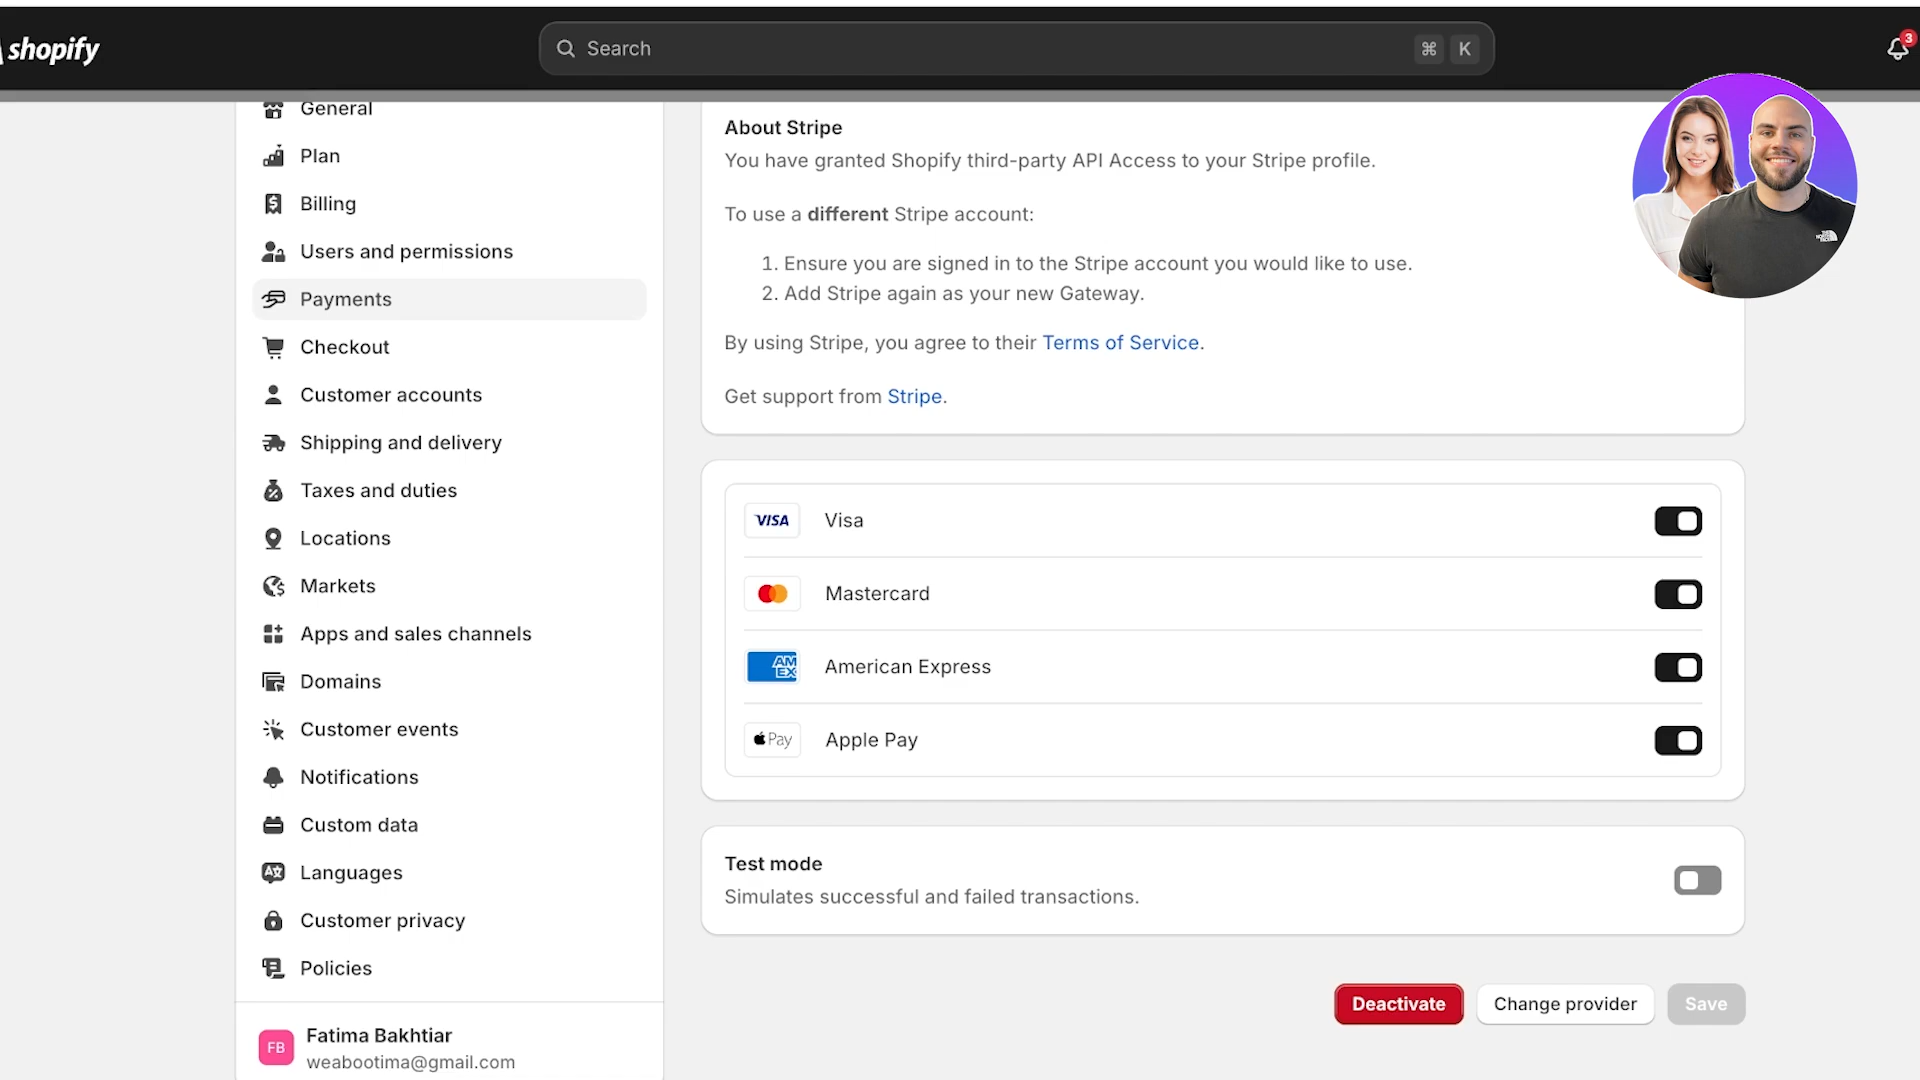 shopify
Search
⌘ K
3
General
Plan
Billing
Users and permissions
Payments
Checkout
Customer accounts
Shipping and delivery
Taxes and duties
Locations
Markets
Apps and sales channels
Domains
Customer events
Notifications
Custom data
Languages
Customer privacy
Policies
FB
Fatima Bakhtiar
weabootima@gmail.com
About Stripe
You have granted Shopify third-party API Access to your Stripe profile.
To use a different Stripe account:
1. Ensure you are signed in to the Stripe account you would like to use.
2. Add Stripe again as your new Gateway.
By using Stripe, you agree to their Terms of Service.
Get support from Stripe.
VISA Visa
Mastercard
AM
EX
American Express
Pay Apple Pay
Test mode
Simulates successful and failed transactions.
Deactivate Change provider Save
THE
NORTH
FACE